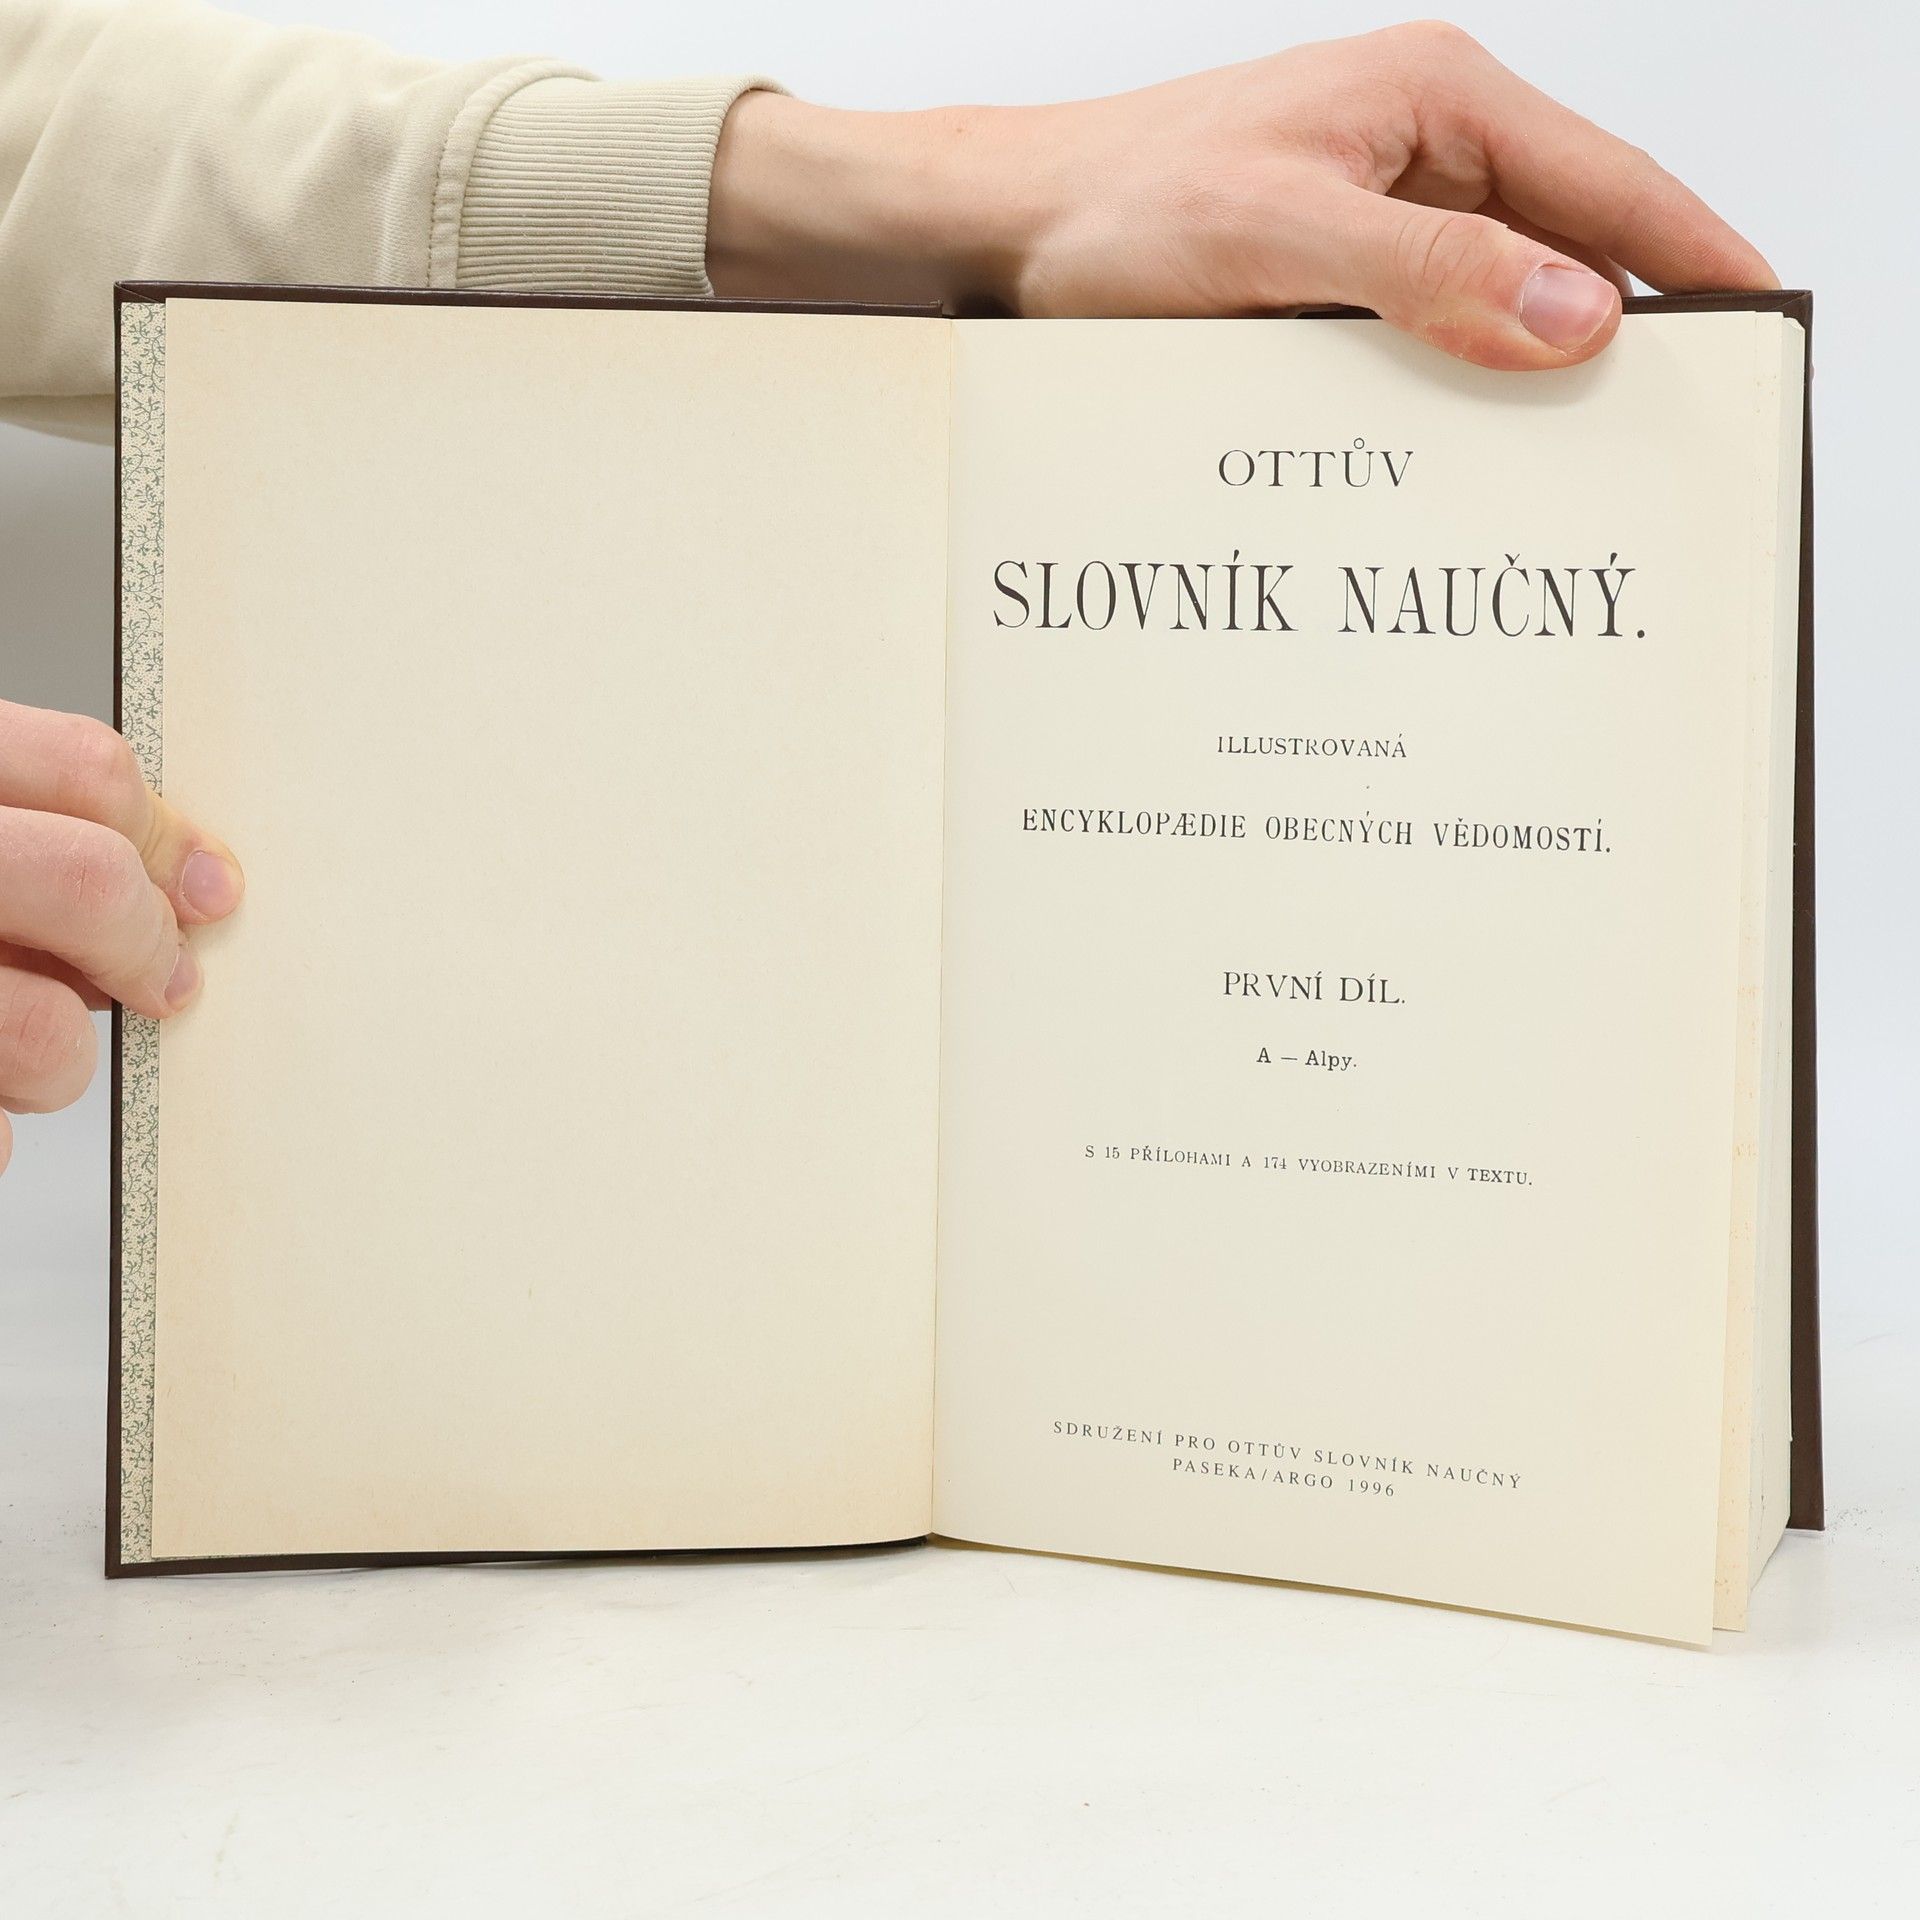 OTTŮV
SLOVNÍK NAUČNÝ.
ILLUSTROVANÁ
ENCYKLOPÆDIE OBECNÝCH VĚDOMOSTÍ.
PRVNÍ DÍL.
A — Alpy.
S 15 PŘÍLOHAMI A 174 VYOBRAZENÍMI V TEXTU.
SDRUŽENÍ PRO OTTŮV SLOVNÍK NAUČNÝ
PASEKA/ARGO 1996